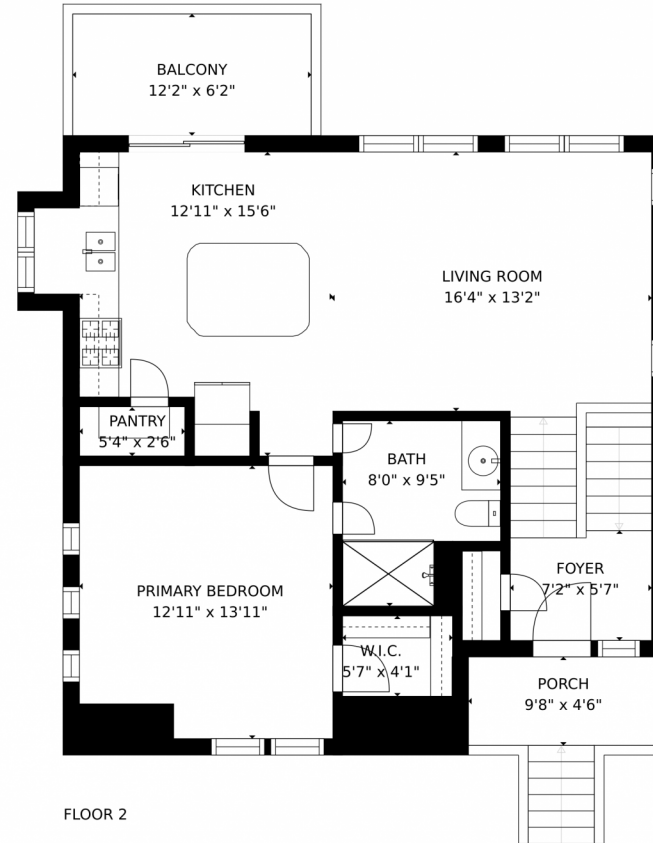 BALCONY
12'2" x 6'2"
KITCHEN
12'11" x 15'6"
LIVING ROOM
16'4" x 13'2"
PANTRY
5'4" x 2'6"
BATH
8'0" x 9'5"
PRIMARY BEDROOM
12'11" x 13'11"
FOYER
7'2" x 5'7"
W.I.C.
5'7" x 4'1"
PORCH
9'8" x 4'6"
FLOOR 2